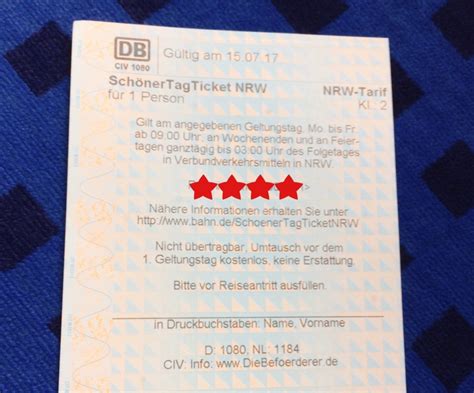 DB
CIV 1080
Gültig am 15.07.17
SchönerTagTicket NRW NRW-Tarif
für 1 Person Kl. 2
Gilt am angegebenen Geltungstag, Mo. bis Fr.
ab 09:00 Uhr, an Wochenenden und an Feier-
tagen ganztägig bis 03:00 Uhr des Folgetages
in Verbundverkehrsmitteln in NRW.
Nähere Informationen erhalten Sie unter
http://www.bahn.de/SchoenerTagTicketNRW
Nicht übertragbar, Umtausch vor dem
1. Geltungstag kostenlos, keine Erstattung.
Bitte vor Reiseantritt ausfüllen.
in Druckbuchstaben: Name, Vorname
D: 1080, NL: 1184
CIV: Info: www.DieBefoerderer.de